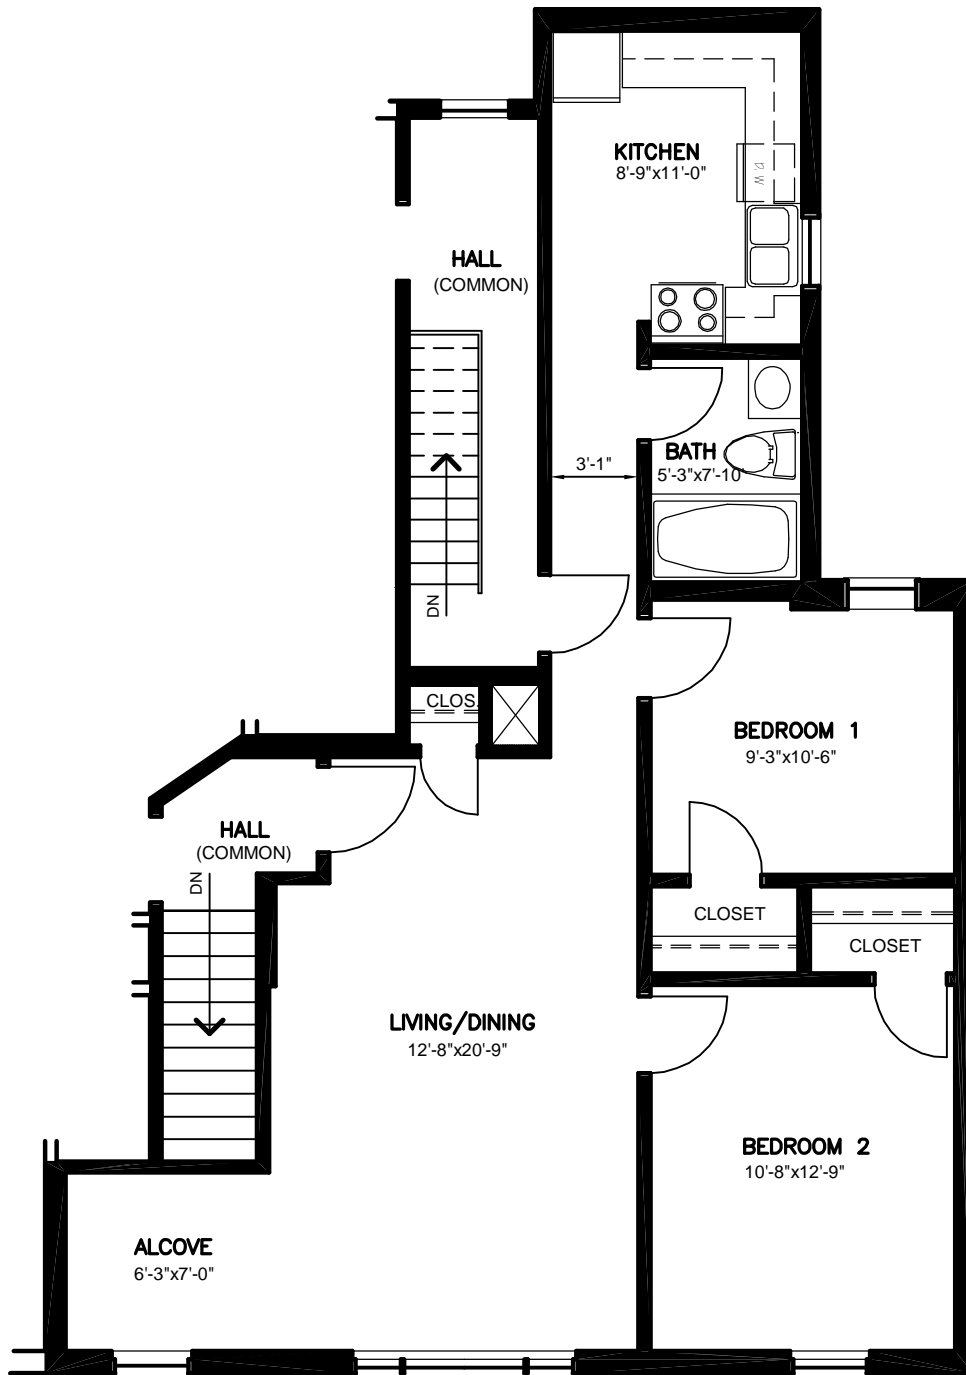 KITCHEN
8'-9"x11'-0"
D.W
HALL
(COMMON)
3'-1"
BATH
5'-3"x7'-10"
DN
CLOS.
BEDROOM 1
9'-3"x10'-6"
HALL
(COMMON)
DN
CLOSET
CLOSET
LIVING/DINING
12'-8"x20'-9"
BEDROOM 2
10'-8"x12'-9"
ALCOVE
6'-3"x7'-0"